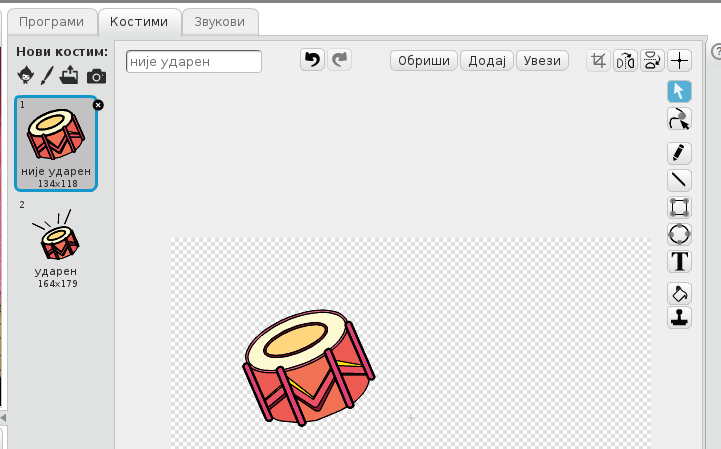 Програми Костими Звукови
Нови костим:
није ударен Обриши Додај Увези
1
није ударен
134x118
2
ударен
164x179
T
?